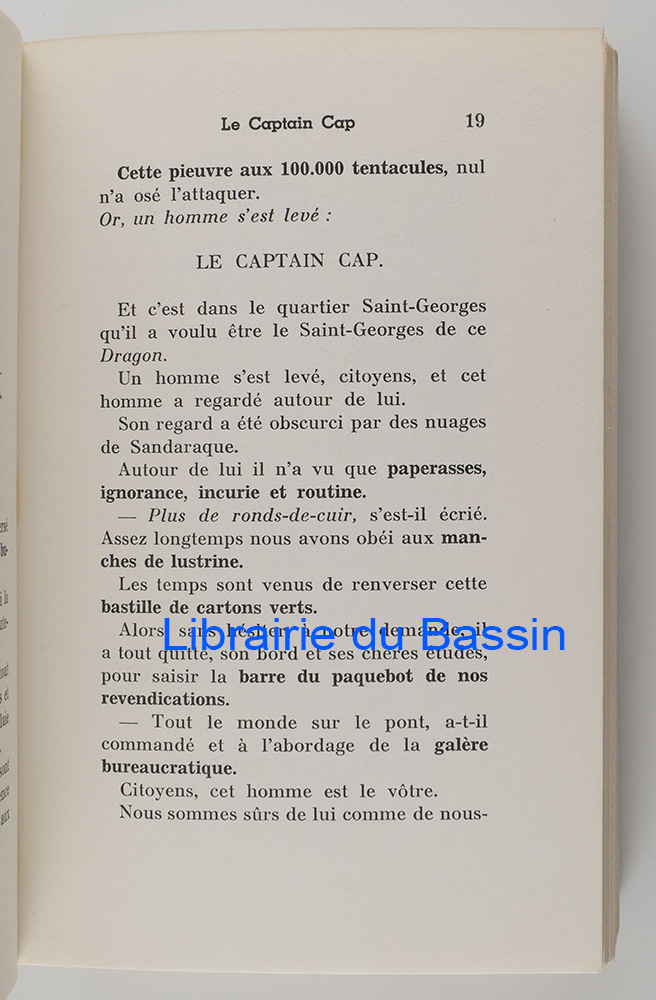 Le Captain Cap 19
Cette pieuvre aux 100.000 tentacules, nul
n'a osé l'attaquer.
Or, un homme s'est levé :
LE CAPTAIN CAP.
Et c'est dans le quartier Saint-Georges
qu'il a voulu être le Saint-Georges de ce
Dragon.
Un homme s'est levé, citoyens, et cet
homme a regardé autour de lui.
Son regard a été obscurci par des nuages
de Sandaraque.
Autour de lui il n'a vu que paperasses,
ignorance, incurie et routine.
— Plus de ronds-de-cuir, s'est-il écrié.
Assez longtemps nous avons obéi aux man-
ches de lustrine.
Les temps sont venus de renverser cette
bastille de cartons verts.
Alors, sans hésiter à notre demande, il
a tout quitté, son bord et ses chères études,
pour saisir la barre du paquebot de nos
revendications.
— Tout le monde sur le pont, a-t-il
commandé et à l'abordage de la galère
bureaucratique.
Citoyens, cet homme est le vôtre.
Nous sommes sûrs de lui comme de nous-
Librairie du Bassin